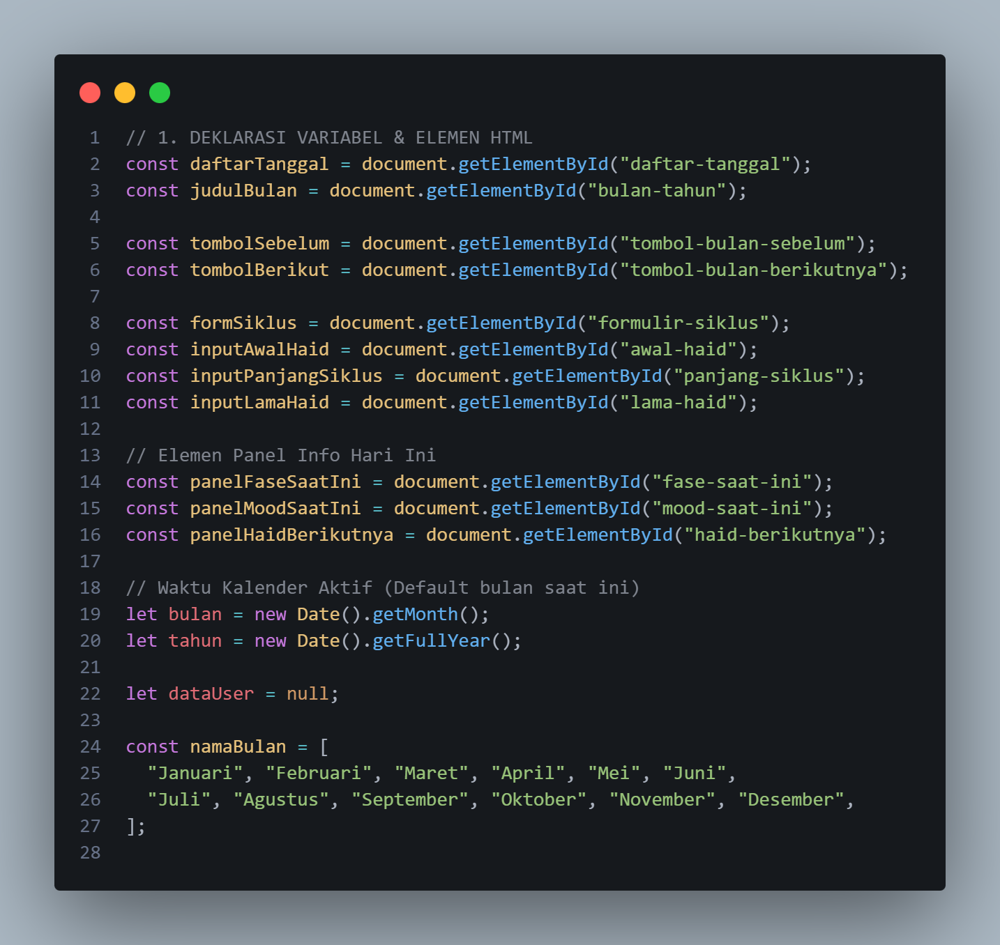 1 // 1. DEKLARASI VARIABEL & ELEMEN HTML
2 const daftarTanggal = document.getElementById("daftar-tanggal");
3 const judulBulan = document.getElementById("bulan-tahun");
4
5 const tombolSebelum = document.getElementById("tombol-bulan-sebelum");
6 const tombolBerikut = document.getElementById("tombol-bulan-berikutnya");
7
8 const formSiklus = document.getElementById("formulir-siklus");
9 const inputAwalHaid = document.getElementById("awal-haid");
10 const inputPanjangSiklus = document.getElementById("panjang-siklus");
11 const inputLamaHaid = document.getElementById("lama-haid");
12
13 // Elemen Panel Info Hari Ini
14 const panelFaseSaatIni = document.getElementById("fase-saat-ini");
15 const panelMoodSaatIni = document.getElementById("mood-saat-ini");
16 const panelHaidBerikutnya = document.getElementById("haid-berikutnya");
17
18 // Waktu Kalender Aktif (Default bulan saat ini)
19 let bulan = new Date().getMonth();
20 let tahun = new Date().getFullYear();
21
22 let dataUser = null;
23
24 const namaBulan = [
25   "Januari", "Februari", "Maret", "April", "Mei", "Juni",
26   "Juli", "Agustus", "September", "Oktober", "November", "Desember",
27 ];
28